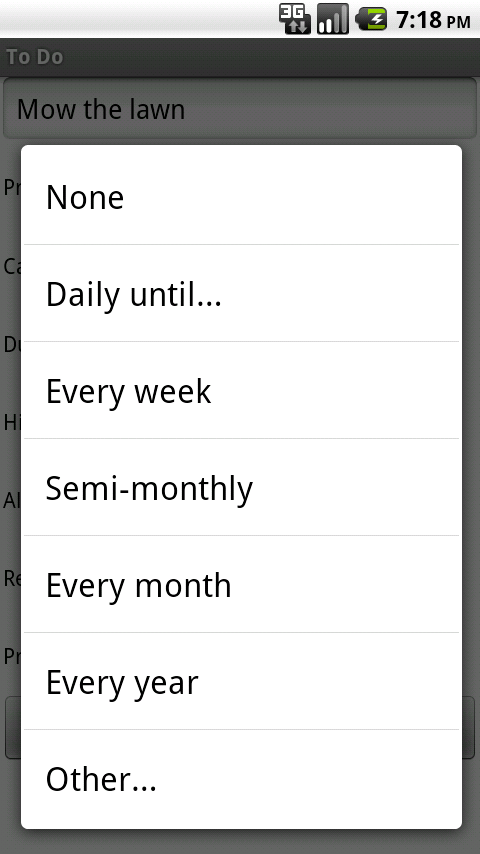 3G 7:18 PM
To Do
Mow the lawn
None
Daily until...
Every week
Semi-monthly
Every month
Every year
Other...
Pr
Ca
Du
Hi
Al
Re
Pr